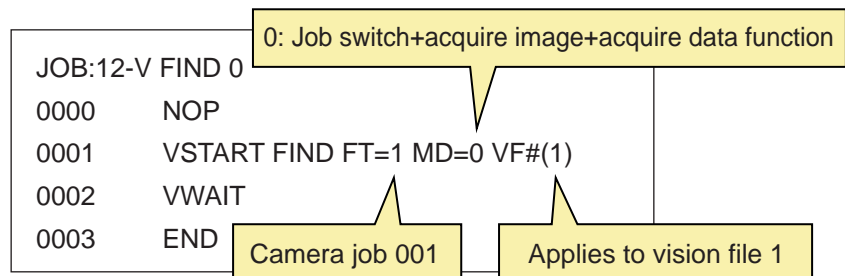 0: Job switch+acquire image+acquire data function
JOB:12-V FIND 0
0000 NOP
0001 VSTART FIND FT=1 MD=0 VF#(1)
0002 VWAIT
0003 END
Camera job 001
Applies to vision file 1